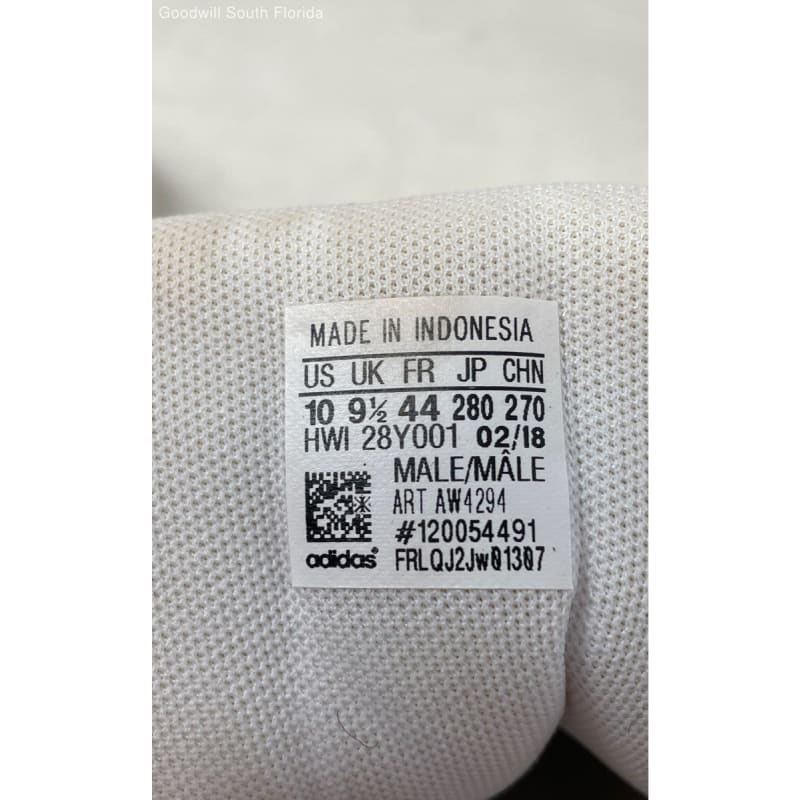 Goodwill South Florida
MADE IN INDONESIA
US UK FR JP CHN
10 9½ 44 280 270
HWI 28Y001 02/18
MALE/MÂLE
ART AW4294
#120054491
adidas FRLQJ2Jw01307